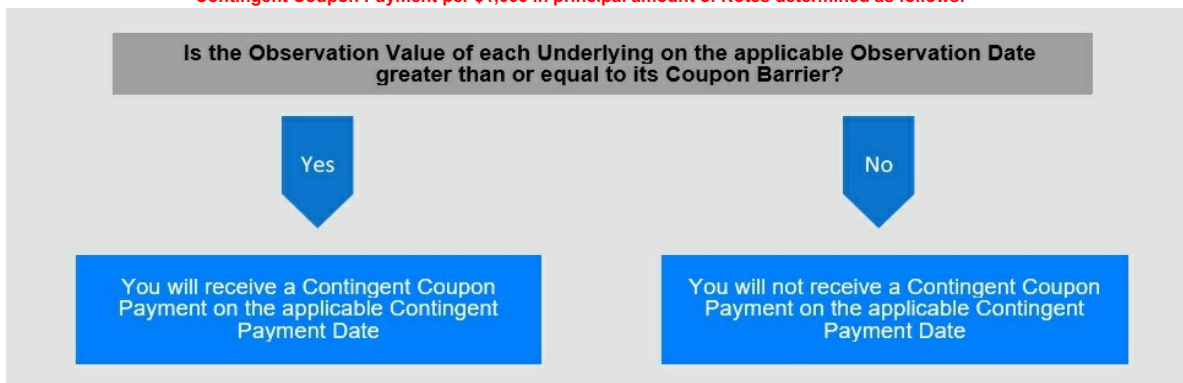 Contingent Coupon Payment per $1,000 in principal amount of Notes determined as follows:
Is the Observation Value of each Underlying on the applicable Observation Date
greater than or equal to its Coupon Barrier?
Yes
No
You will receive a Contingent Coupon
Payment on the applicable Contingent
Payment Date
You will not receive a Contingent Coupon
Payment on the applicable Contingent
Payment Date